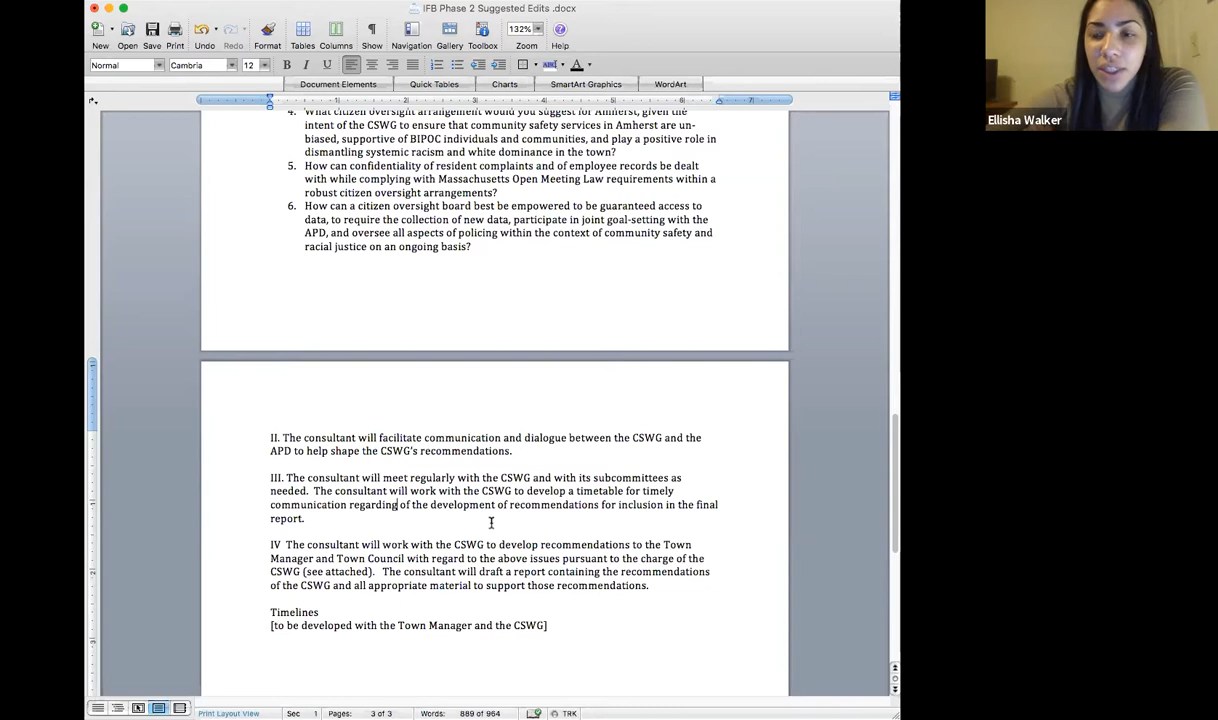 IFB Phase 2 Suggested Edits .docx
132%
New Open Save Print Undo Redo Format Tables Columns Show Navigation Gallery Toolbox Zoom Help
Normal Cambria 12 B I U A
Document Elements Quick Tables Charts SmartArt Graphics WordArt
4. What citizen oversight arrangement would you suggest for Amherst, given the
intent of the CSWG to ensure that community safety services in Amherst are un-
biased, supportive of BIPOC individuals and communities, and play a positive role in
dismantling systemic racism and white dominance in the town?
5. How can confidentiality of resident complaints and of employee records be dealt
with while complying with Massachusetts Open Meeting Law requirements within a
robust citizen oversight arrangements?
6. How can a citizen oversight board best be empowered to be guaranteed access to
data, to require the collection of new data, participate in joint goal-setting with the
APD, and oversee all aspects of policing within the context of community safety and
racial justice on an ongoing basis?
II. The consultant will facilitate communication and dialogue between the CSWG and the
APD to help shape the CSWG's recommendations.
III. The consultant will meet regularly with the CSWG and with its subcommittees as
needed. The consultant will work with the CSWG to develop a timetable for timely
communication regarding of the development of recommendations for inclusion in the final
report.
IV The consultant will work with the CSWG to develop recommendations to the Town
Manager and Town Council with regard to the above issues pursuant to the charge of the
CSWG (see attached). The consultant will draft a report containing the recommendations
of the CSWG and all appropriate material to support those recommendations.
Timelines
[to be developed with the Town Manager and the CSWG]
Print Layout View Sec 1 Pages: 3 of 3 Words: 889 of 964 TRK
Ellisha Walker